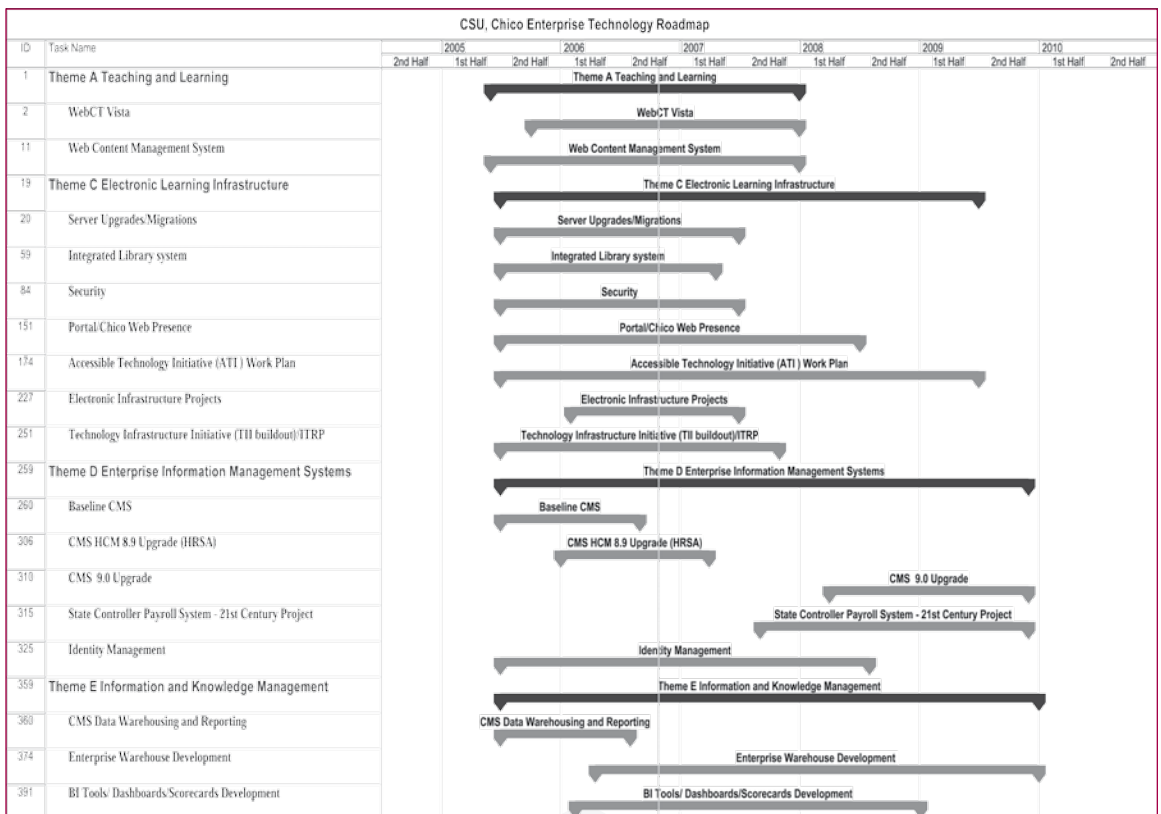 CSU, Chico Enterprise Technology Roadmap
ID Task Name 2005 2006 2007 2008 2009 2010
2nd Half 1st Half 2nd Half 1st Half 2nd Half 1st Half 2nd Half 1st Half 2nd Half 1st Half 2nd Half 1st Half 2nd Half
1 Theme A Teaching and Learning Theme A Teaching and Learning
2 WebCT Vista WebCT Vista
11 Web Content Management System Web Content Management System
19 Theme C Electronic Learning Infrastructure Theme C Electronic Learning Infrastructure
20 Server Upgrades/Migrations Server Upgrades/Migrations
59 Integrated Library system Integrated Library system
84 Security Security
151 Portal/Chico Web Presence Portal/Chico Web Presence
174 Accessible Technology Initiative (ATI ) Work Plan Accessible Technology Initiative (ATI ) Work Plan
227 Electronic Infrastructure Projects Electronic Infrastructure Projects
251 Technology Infrastructure Initiative (TII buildout)/ITRP Technology Infrastructure Initiative (TII buildout)/ITRP
259 Theme D Enterprise Information Management Systems Theme D Enterprise Information Management Systems
260 Baseline CMS Baseline CMS
306 CMS HCM 8.9 Upgrade (HRSA) CMS HCM 8.9 Upgrade (HRSA)
310 CMS 9.0 Upgrade CMS 9.0 Upgrade
315 State Controller Payroll System - 21st Century Project State Controller Payroll System - 21st Century Project
325 Identity Management Identity Management
359 Theme E Information and Knowledge Management Theme E Information and Knowledge Management
360 CMS Data Warehousing and Reporting CMS Data Warehousing and Reporting
374 Enterprise Warehouse Development Enterprise Warehouse Development
391 BI Tools/ Dashboards/Scorecards Development BI Tools/ Dashboards/Scorecards Development